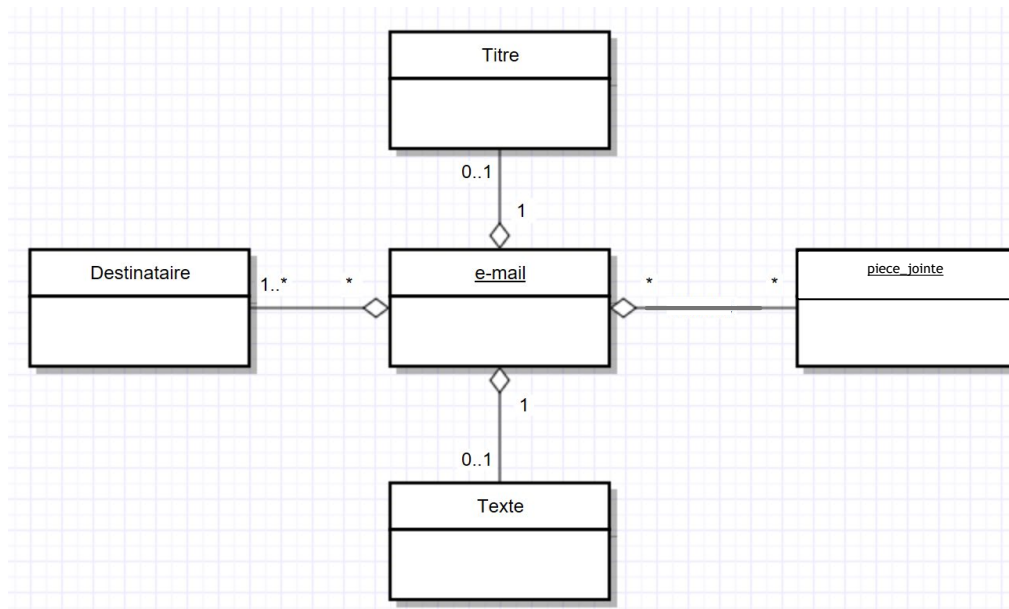 Titre
0..1
1
Destinataire
1..* *
e-mail
* *
piece_jointe
1
0..1
Texte